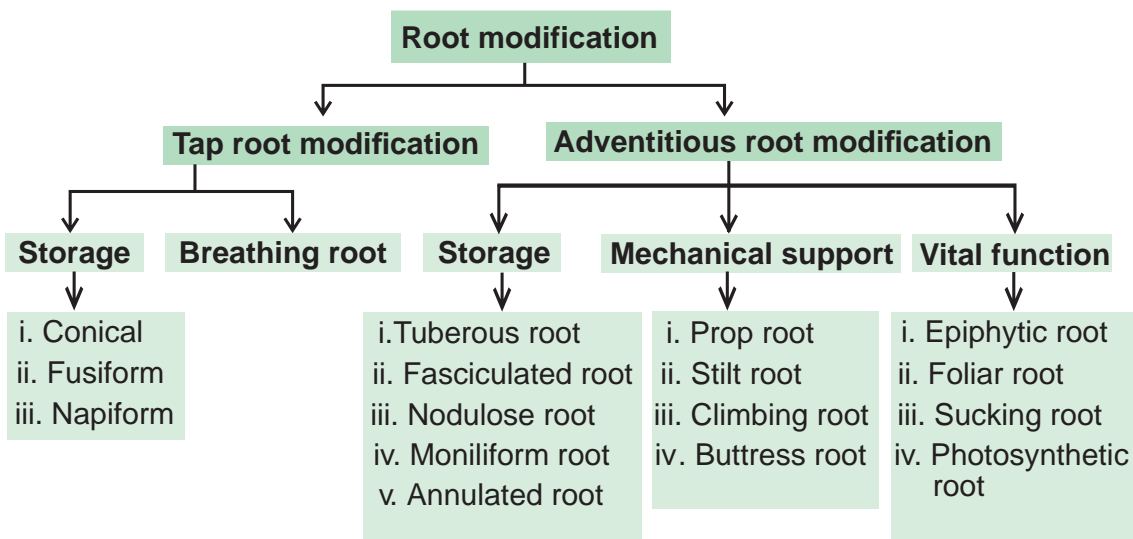 Root modification
Tap root modification
Adventitious root modification
Storage
Breathing root
Storage
Mechanical support
Vital function
i. Conical
ii. Fusiform
iii. Napiform
i.Tuberous root
ii. Fasciculated root
iii. Nodulose root
iv. Moniliform root
v. Annulated root
i. Prop root
ii. Stilt root
iii. Climbing root
iv. Buttress root
i. Epiphytic root
ii. Foliar root
iii. Sucking root
iv. Photosynthetic
root